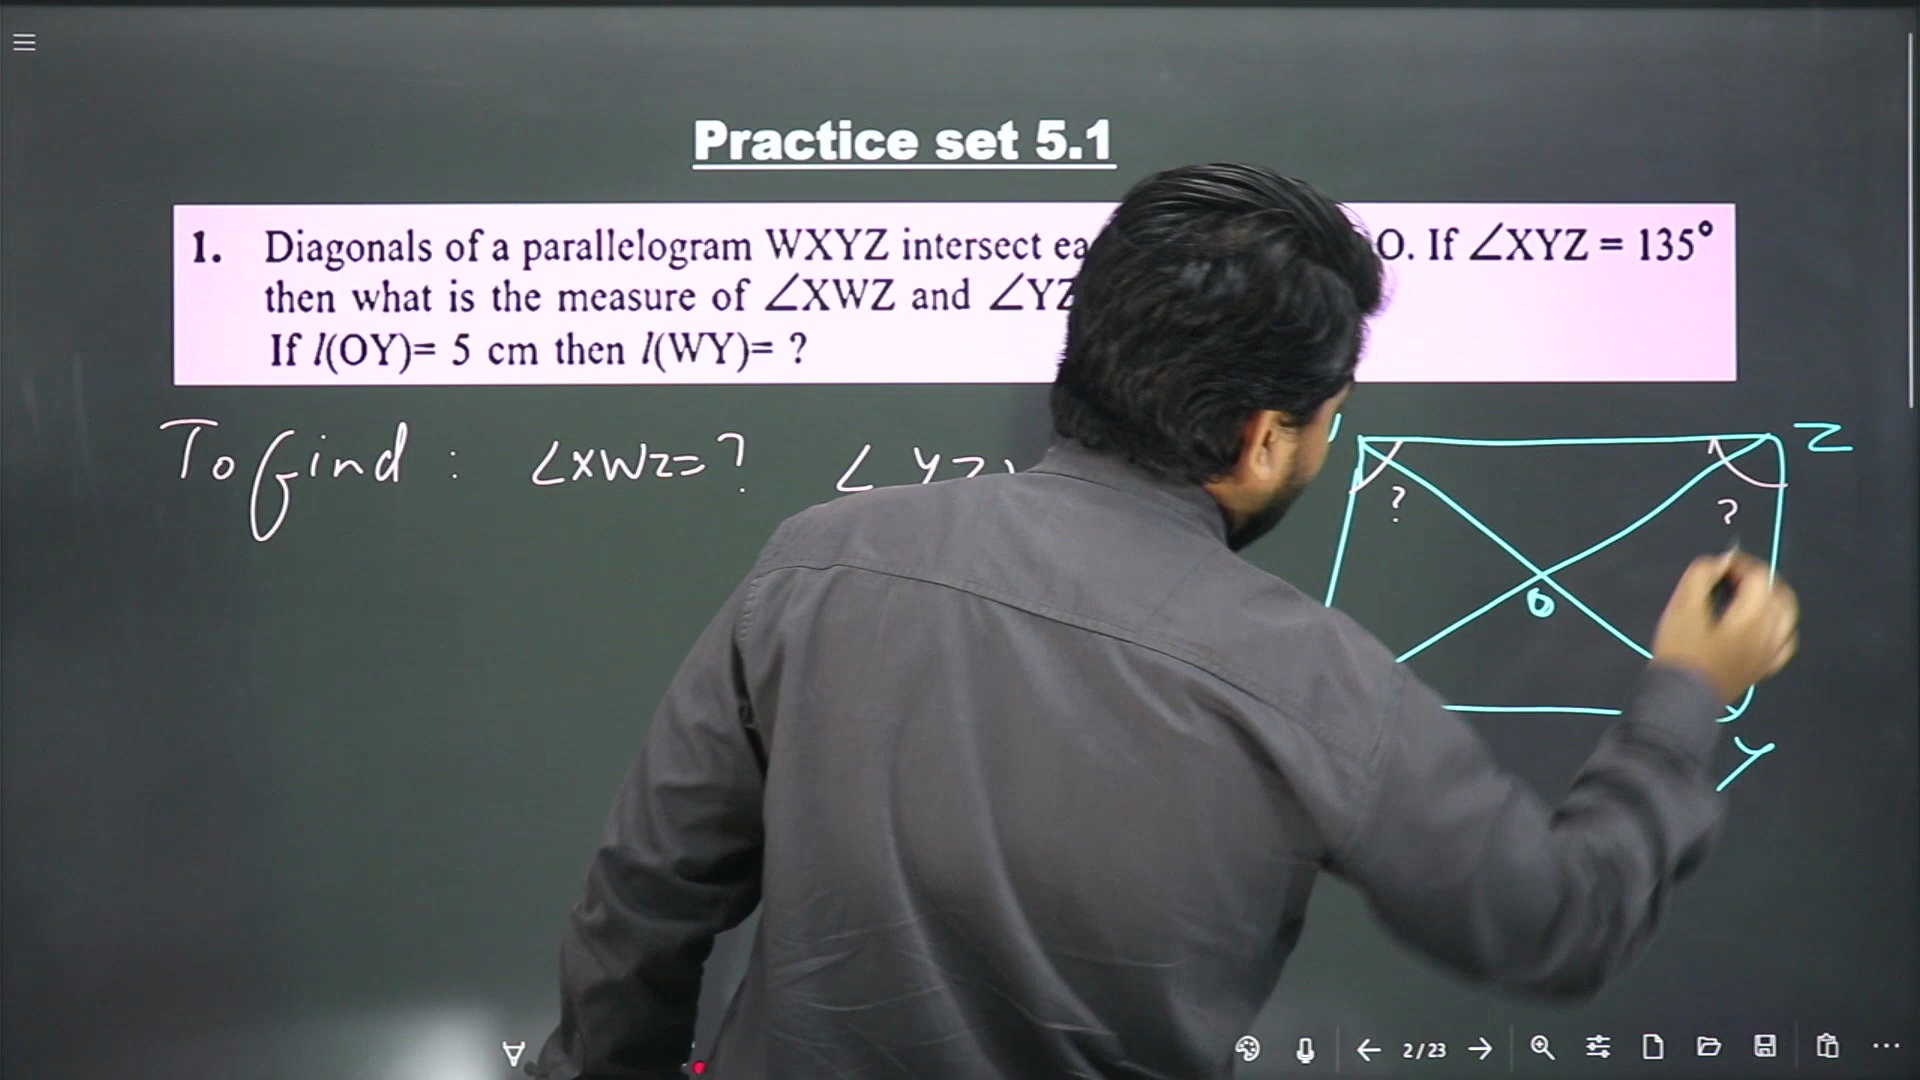 Practice set 5.1
1. Diagonals of a parallelogram WXYZ intersect O. If ∠XYZ = 135°
then what is the measure of ∠XWZ and
If l(OY)= 5 cm then l(WY)= ?
To find : ∠XWZ=? ∠YZ
Z
?
?
O
Y
2/23